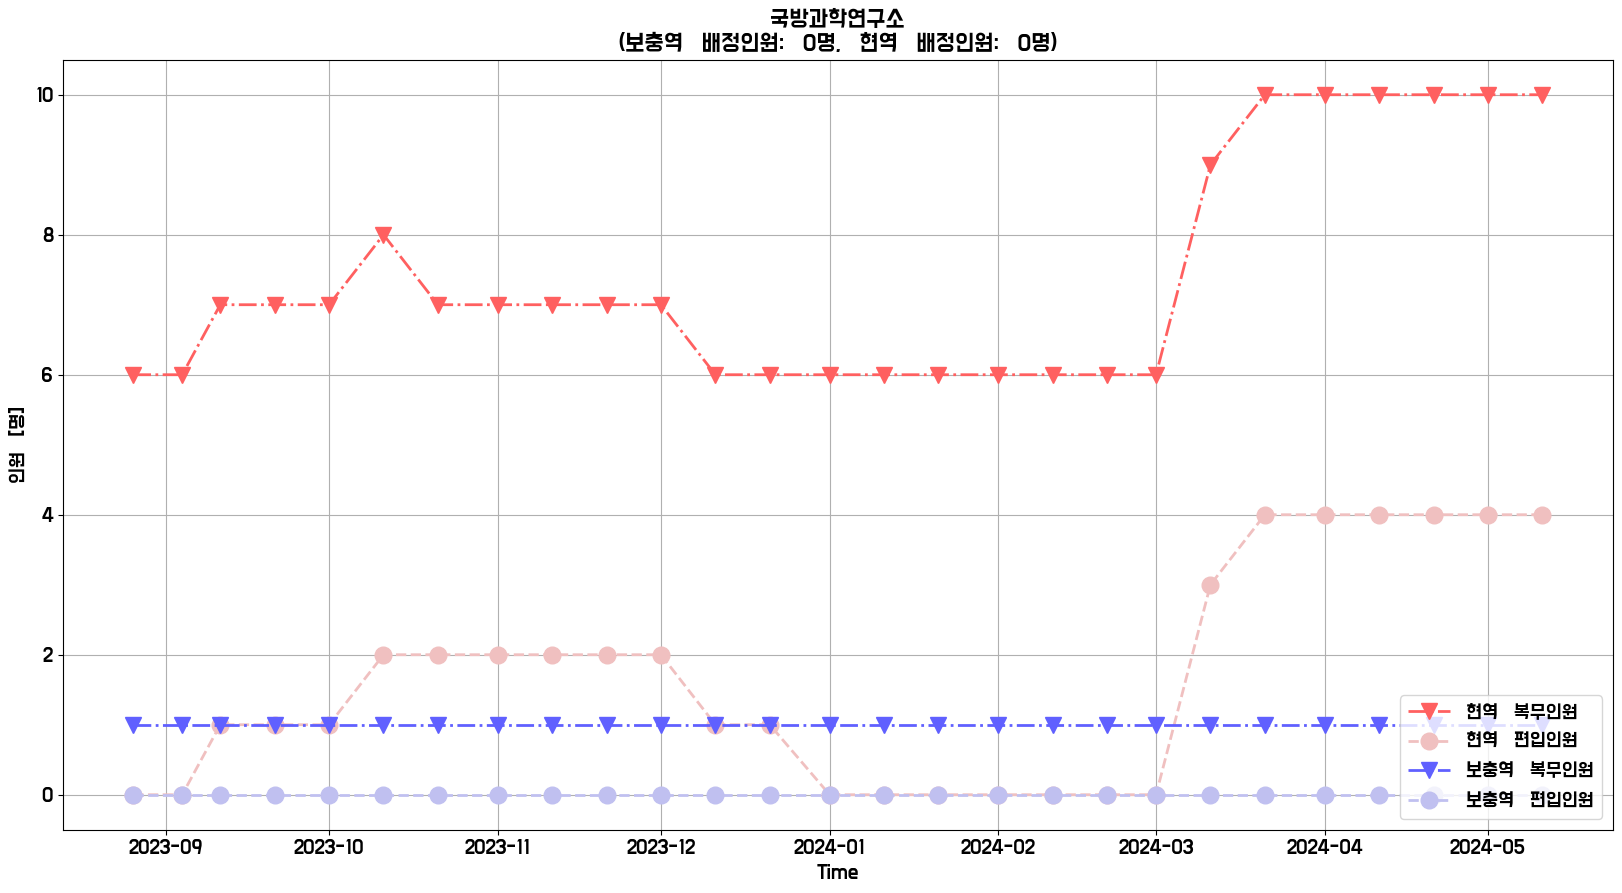 국방과학연구소
(보충역 배정인원: 0명, 현역 배정인원: 0명)
10
8
6
4
2
0
인원 [명]
2023-09 2023-10 2023-11 2023-12 2024-01 2024-02 2024-03 2024-04 2024-05
Time
현역 복무인원
현역 편입인원
보충역 복무인원
보충역 편입인원